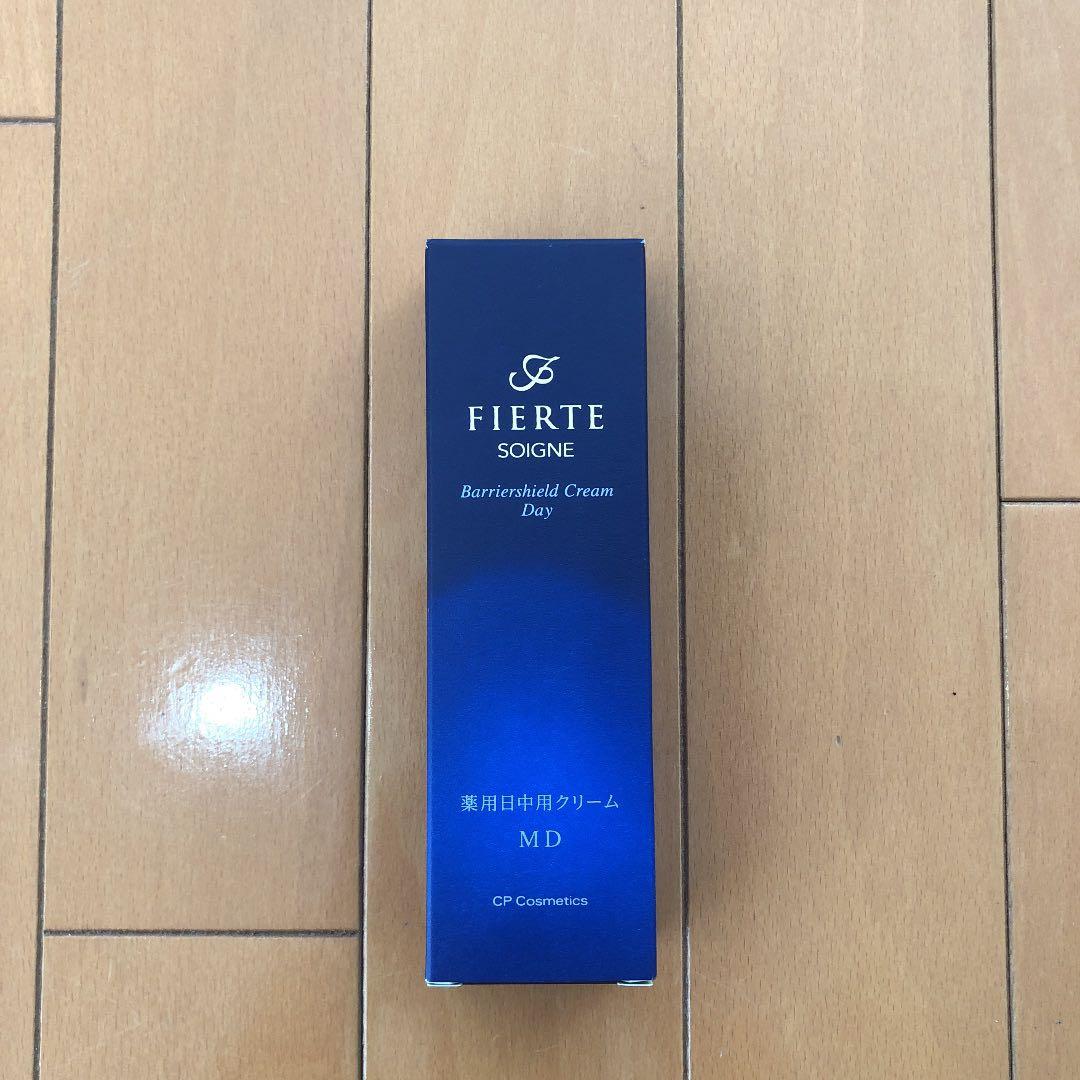 FIERTE
SOIGNE
Barriershield Cream
Day
薬用日中用クリーム
MD
CP Cosmetics